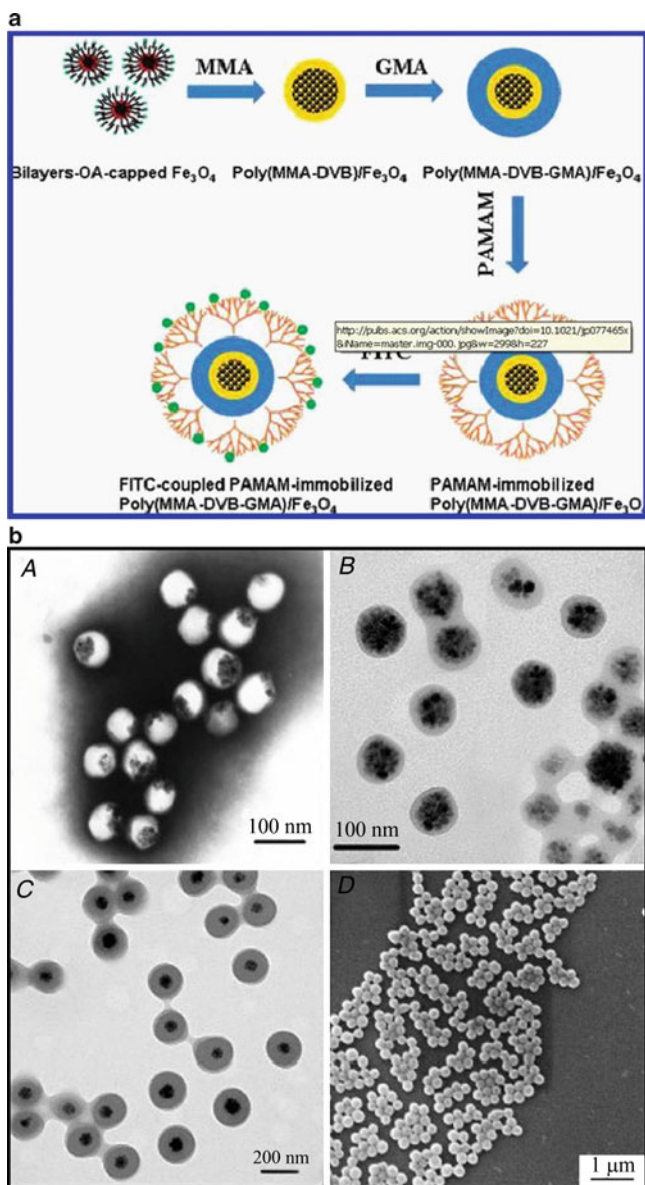 a
MMA
GMA
Bilayers-OA-capped Fe₃O₄
Poly(MMA-DVB)/Fe₃O₄
Poly(MMA-DVB-GMA)/Fe₃O₄
PAMAM
http://pubs.acs.org/action/showImage?doi=10.1021/jp077465x
&iName=master.img-000.jpg&w=299&h=227
FITC
FITC-coupled PAMAM-immobilized
Poly(MMA-DVB-GMA)/Fe₃O₄
PAMAM-immobilized
Poly(MMA-DVB-GMA)/Fe₃O
b
A
100 nm
B
100 nm
C
200 nm
D
1 µm